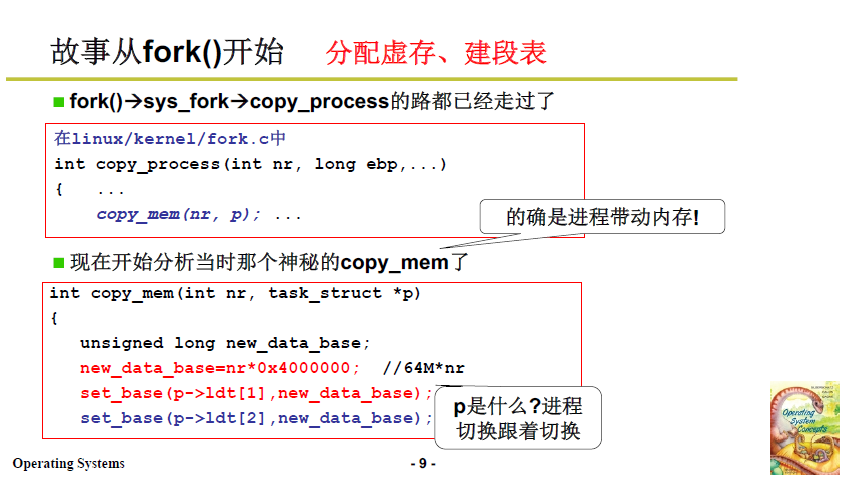 故事从fork()开始 分配虚存、建段表
fork()→sys_fork→copy_process的路都已经走过了
在linux/kernel/fork.c中
int copy_process(int nr, long ebp,...)
{ ...
copy_mem(nr, p); ...
的确是进程带动内存!
现在开始分析当时那个神秘的copy_mem了
int copy_mem(int nr, task_struct *p)
{
unsigned long new_data_base;
new_data_base=nr*0x4000000; //64M*nr
set_base(p->ldt[1],new_data_base);
set_base(p->ldt[2],new_data_base);
p是什么?进程
切换跟着切换
Operating
System
Concepts
Operating Systems
- 9 -